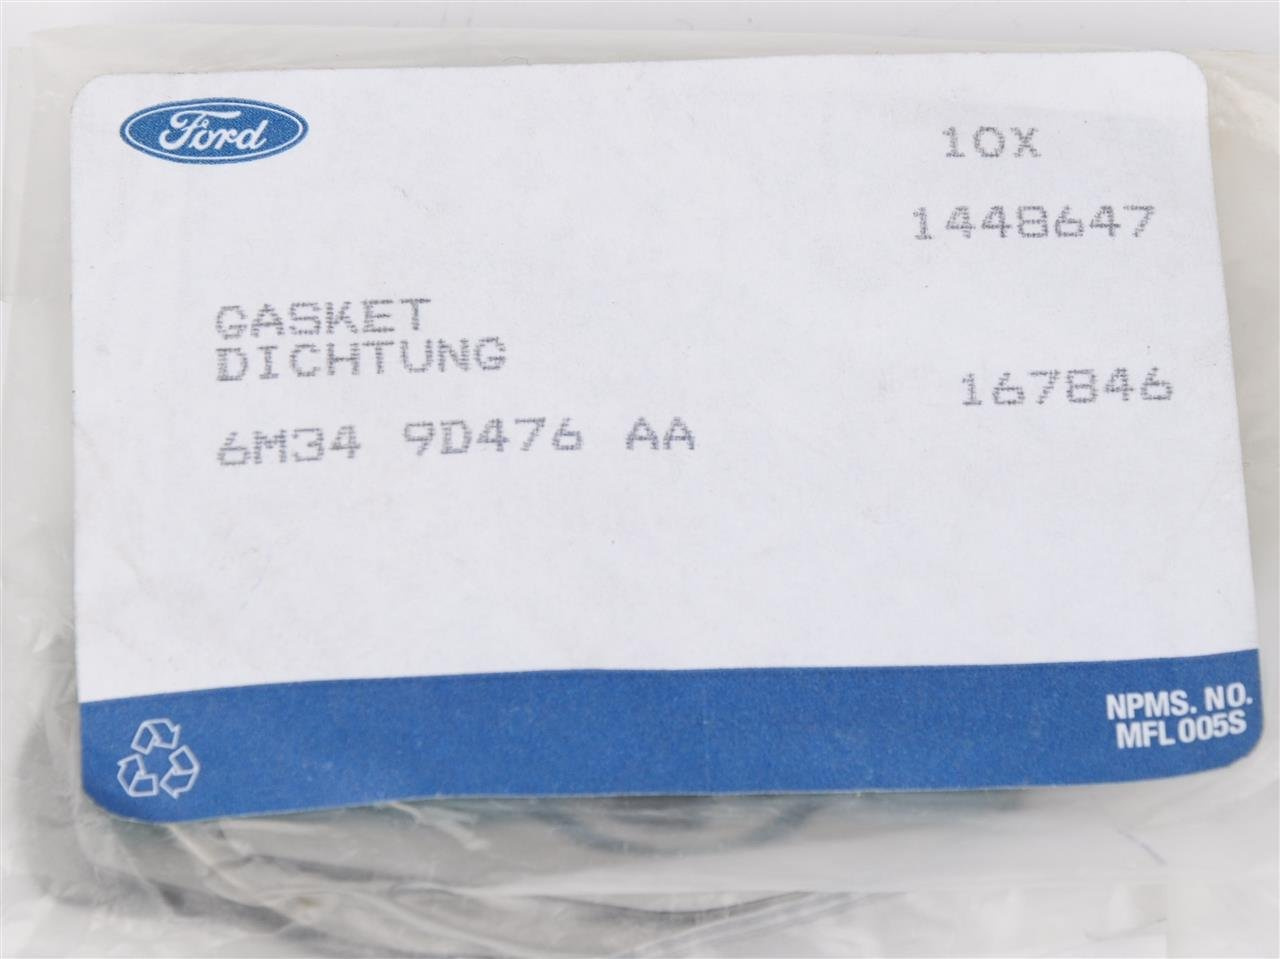 Ford
10X
1448647
GASKET
DICHTUNG
167846
6M34 9D476 AA
NPMS. NO.
MFL 005S